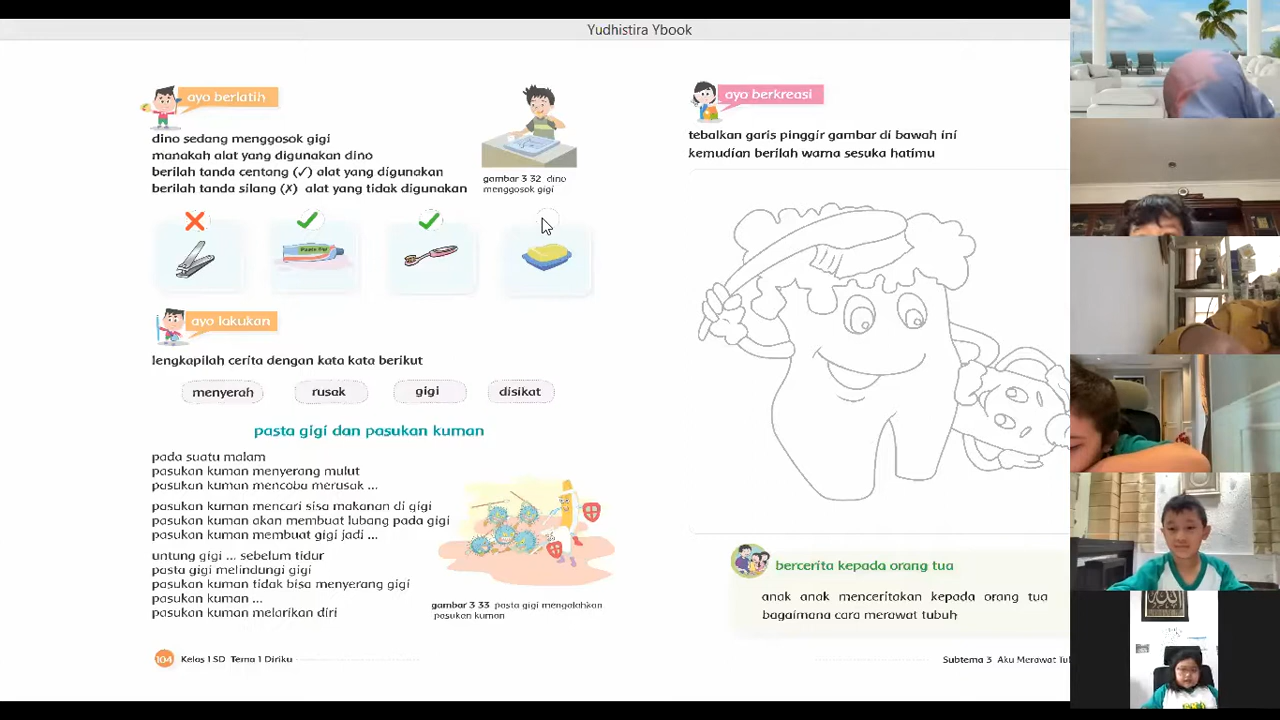 Yudhistira Ybook
ayo berlatih
dino sedang menggosok gigi
manakah alat yang digunakan dino
berilah tanda centang (✓) alat yang digunakan
berilah tanda silang (✗) alat yang tidak digunakan
gambar 3 32 dino
menggosok gigi
ayo lakukan
lengkapilah cerita dengan kata kata berikut
menyerah
rusak
gigi
disikat
pasta gigi dan pasukan kuman
pada suatu malam
pasukan kuman menyerang mulut
pasukan kuman mencoba merusak ...
pasukan kuman mencari sisa makanan di gigi
pasukan kuman akan membuat lubang pada gigi
pasukan kuman membuat gigi jadi ...
untung gigi ... sebelum tidur
pasta gigi melindungi gigi
pasukan kuman tidak bisa menyerang gigi
pasukan kuman ...
pasukan kuman melarikan diri
gambar 3 33 pasta gigi mengalahkan
pasukan kuman
104 Kelas I SD Tema 1 Diriku
ayo berkreasi
tebalkan garis pinggir gambar di bawah ini
kemudian berilah warna sesuka hatimu
bercerita kepada orang tua
anak anak menceritakan kepada orang tua
bagaimana cara merawat tubuh
Subtema 3 Aku Merawat